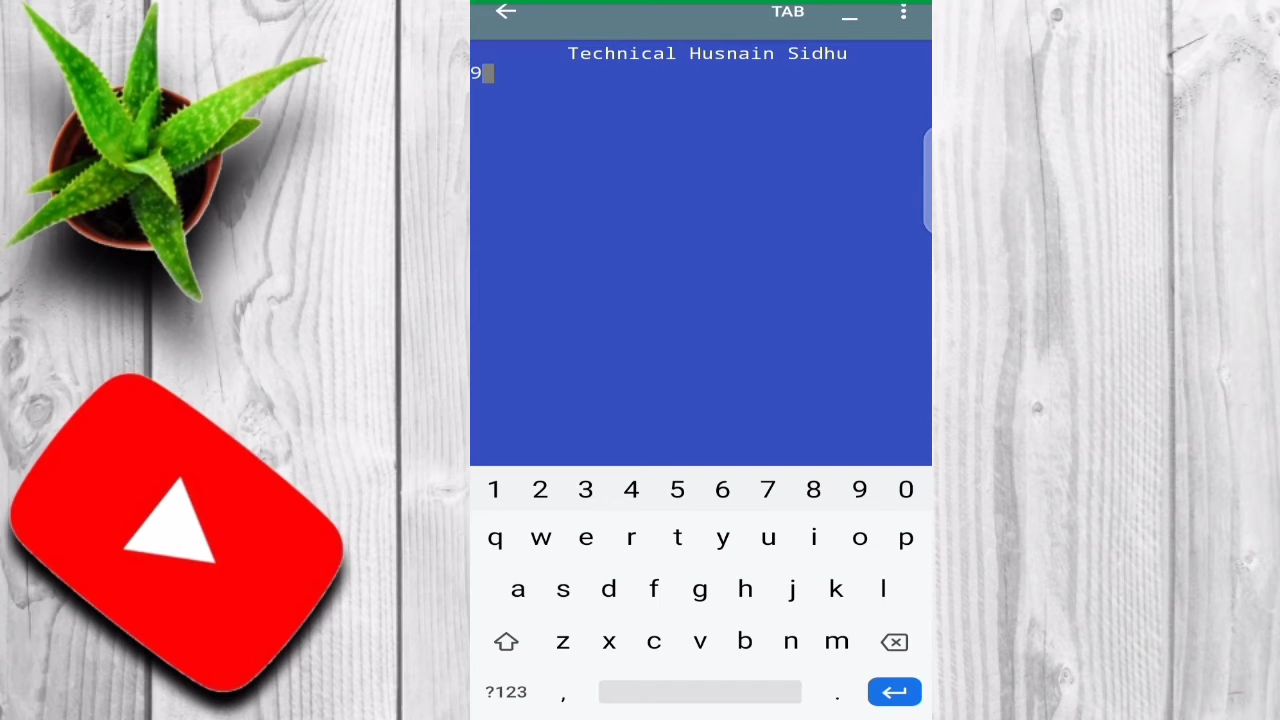 TAB
Technical Husnain Sidhu
9
1 2 3 4 5 6 7 8 9 0
q w e r t y u i o p
a s d f g h j k l
z x c v b n m
?123 , .